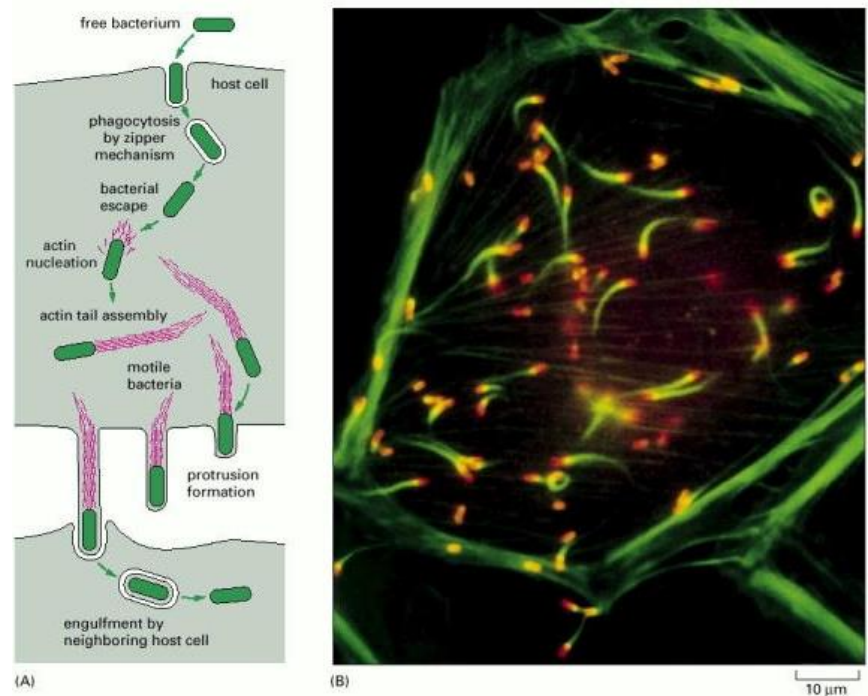 free bacterium
host cell
phagocytosis
by zipper
mechanism
bacterial
escape
actin
nucleation
actin tail assembly
motile
bacteria
protrusion
formation
engulfment by
neighboring host cell
(A)
(B)
10 μm